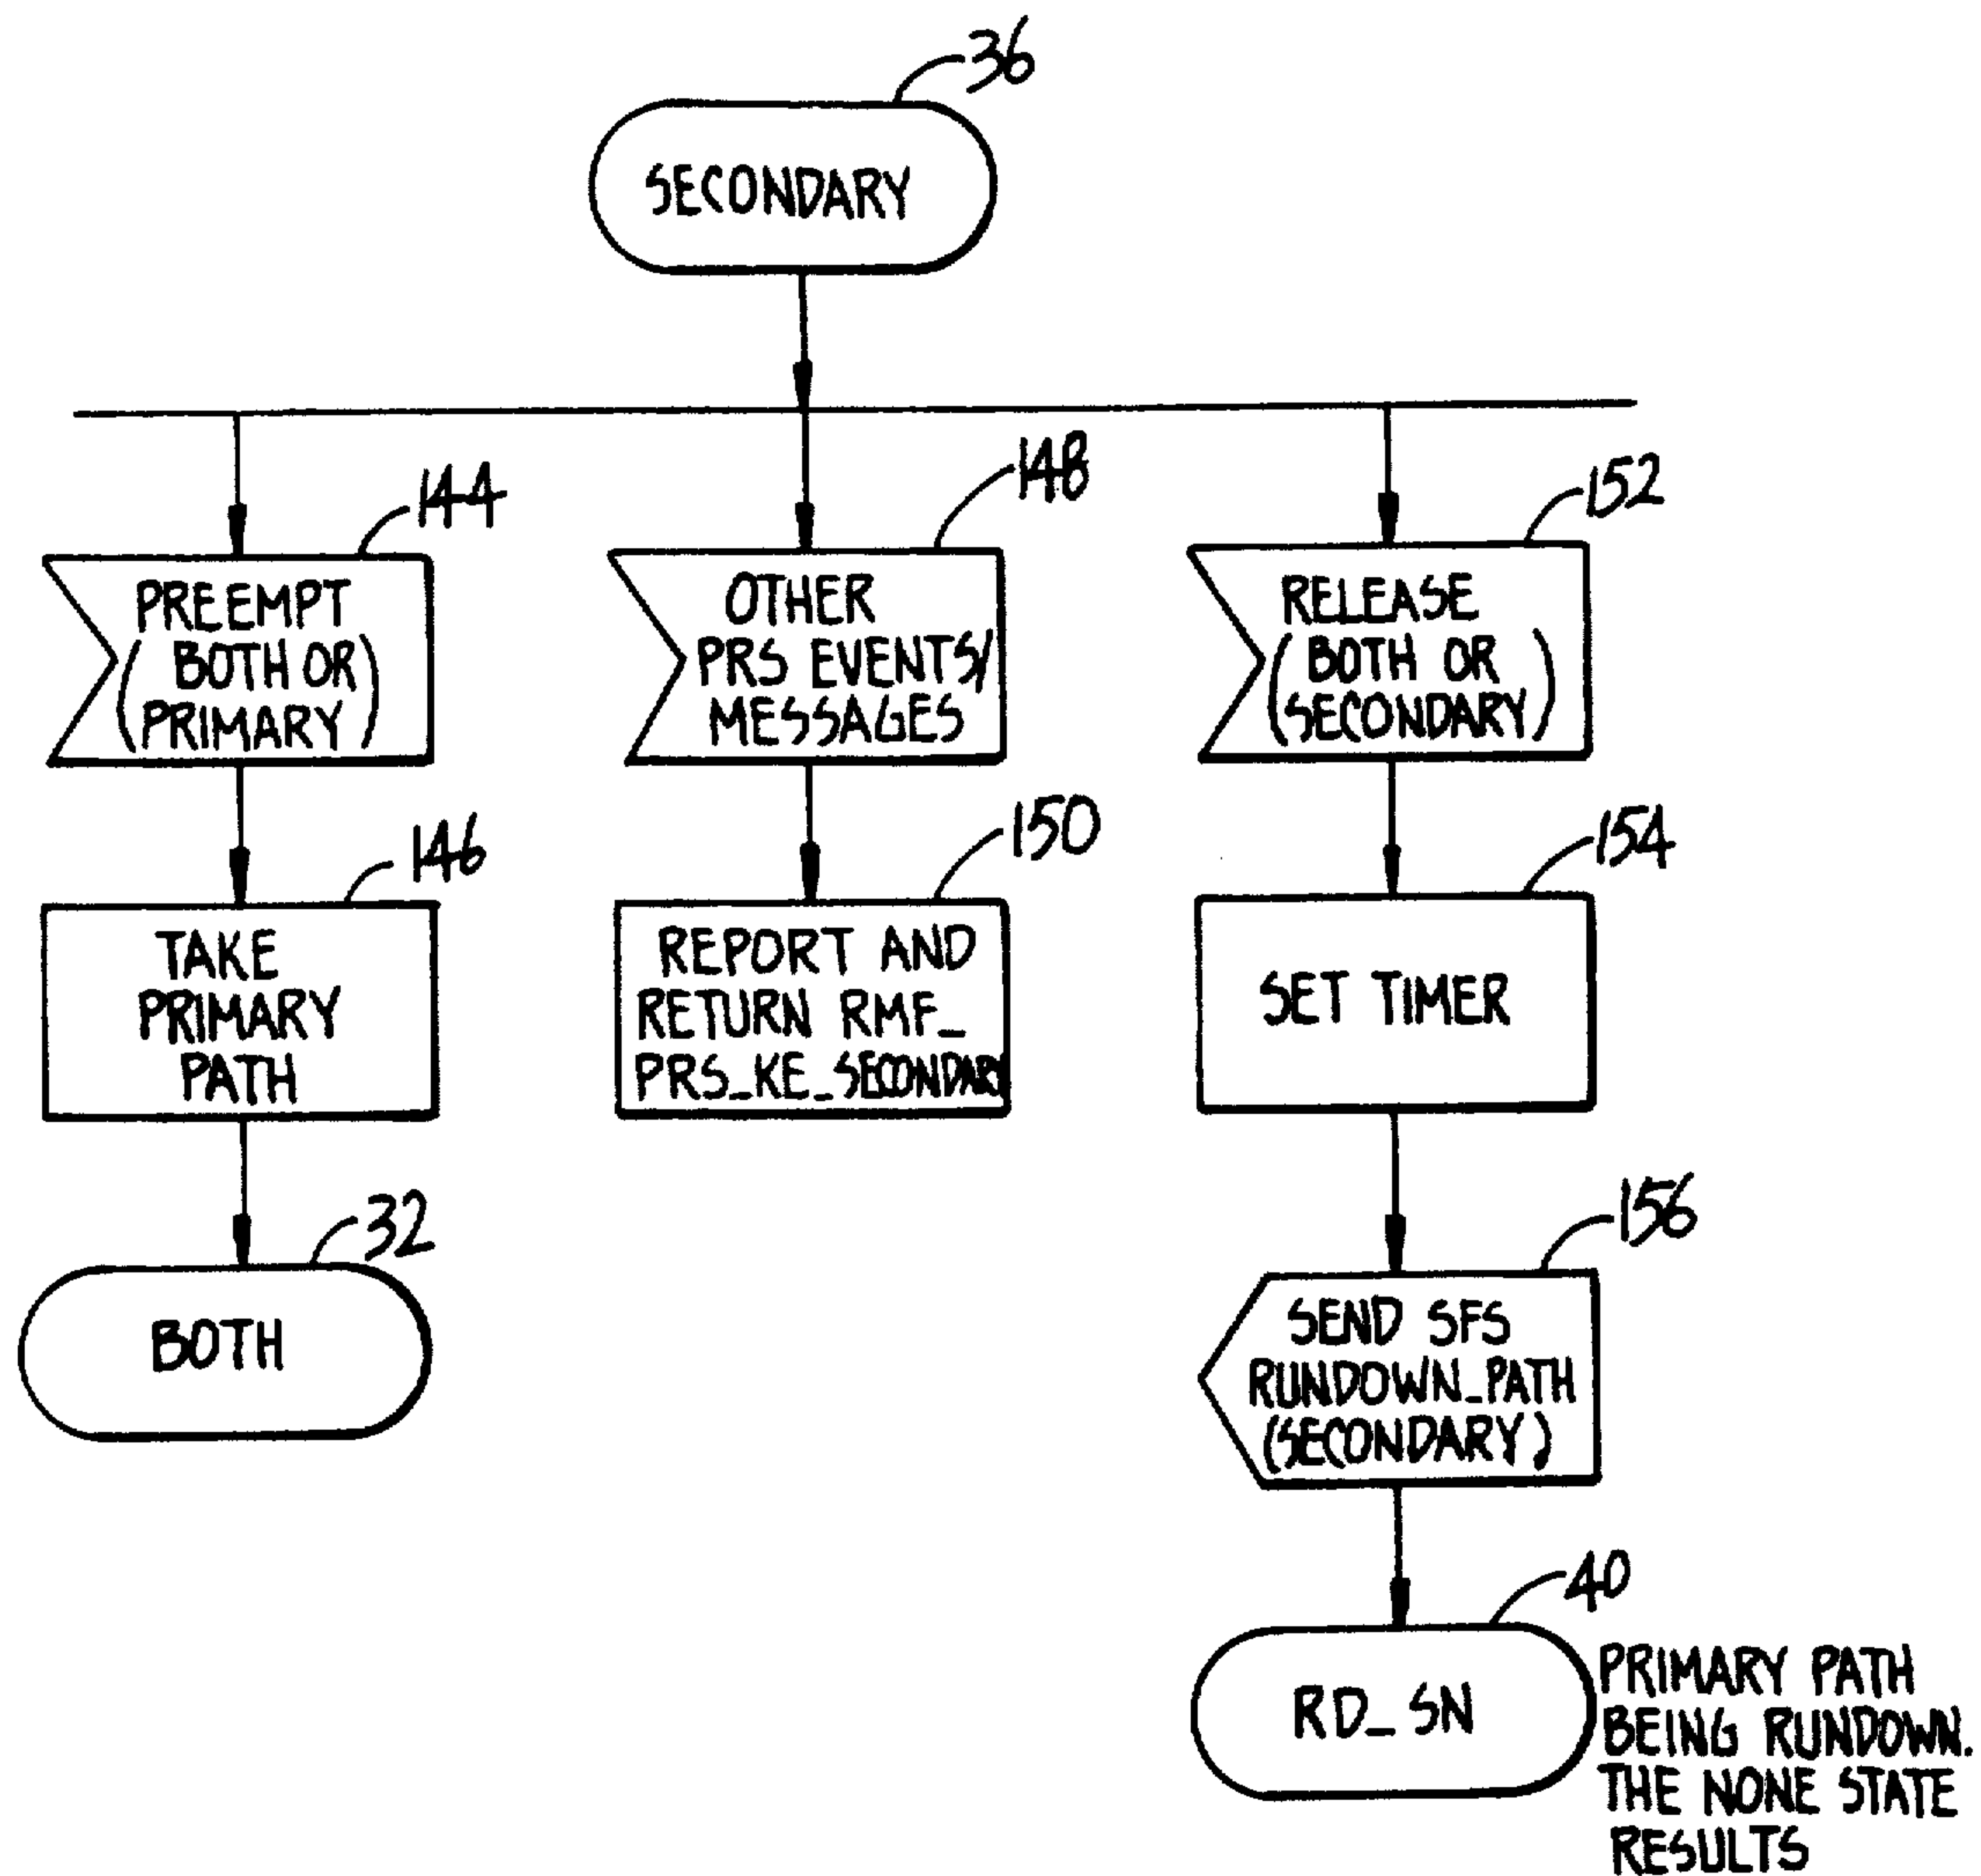 36
SECONDARY
144
PREEMPT
( BOTH OR )
(PRIMARY)
148
OTHER
PRS EVENTS/
MESSAGES
152
RELEASE
( BOTH OR )
(SECONDARY)
146
TAKE
PRIMARY
PATH
150
REPORT AND
RETURN RMF_
PRS_KE_SECONDARY
154
SET TIMER
32
BOTH
156
SEND SFS
RUNDOWN_PATH
(SECONDARY)
40
RD_SN
PRIMARY PATH
BEING RUNDOWN.
THE NONE STATE
RESULTS